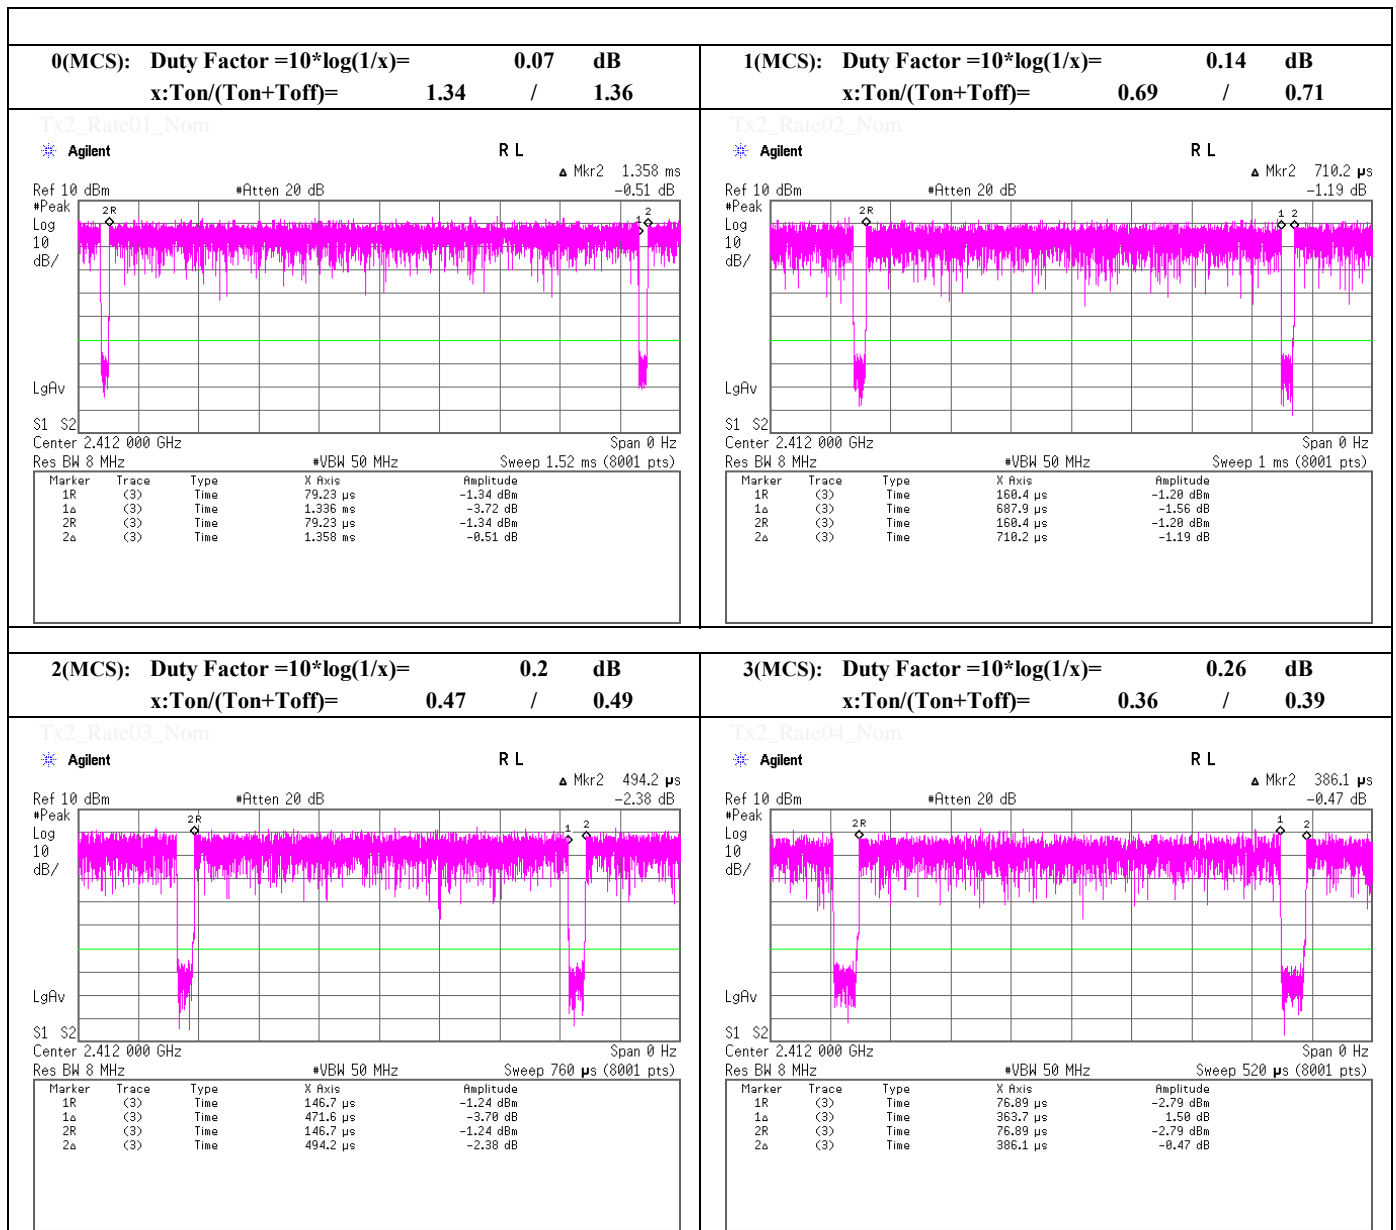 0(MCS): Duty Factor =10*log(1/x)= 0.07 dB
x:Ton/(Ton+Toff)= 1.34 / 1.36
Tx2_Rate01_Nom
Agilent R L
Δ Mkr2 1.358 ms
Ref 10 dBm #Atten 20 dB -0.51 dB
#Peak
Log
10
dB/
2R
1
2
LgAv
S1 S2
Center 2.412 000 GHz Span 0 Hz
Res BW 8 MHz #VBW 50 MHz Sweep 1.52 ms (8001 pts)
Marker Trace Type X Axis Amplitude
1R (3) Time 79.23 µs -1.34 dBm
1Δ (3) Time 1.336 ms -3.72 dB
2R (3) Time 79.23 µs -1.34 dBm
2Δ (3) Time 1.358 ms -0.51 dB
1(MCS): Duty Factor =10*log(1/x)= 0.14 dB
x:Ton/(Ton+Toff)= 0.69 / 0.71
Tx2_Rate02_Nom
Agilent R L
Δ Mkr2 710.2 µs
Ref 10 dBm #Atten 20 dB -1.19 dB
#Peak
Log
10
dB/
2R
1 2
LgAv
S1 S2
Center 2.412 000 GHz Span 0 Hz
Res BW 8 MHz #VBW 50 MHz Sweep 1 ms (8001 pts)
Marker Trace Type X Axis Amplitude
1R (3) Time 160.4 µs -1.20 dBm
1Δ (3) Time 687.9 µs -1.56 dB
2R (3) Time 160.4 µs -1.20 dBm
2Δ (3) Time 710.2 µs -1.19 dB
2(MCS): Duty Factor =10*log(1/x)= 0.2 dB
x:Ton/(Ton+Toff)= 0.47 / 0.49
Tx2_Rate03_Nom
Agilent R L
Δ Mkr2 494.2 µs
Ref 10 dBm #Atten 20 dB -2.38 dB
#Peak
Log
10
dB/
2R
1 2
LgAv
S1 S2
Center 2.412 000 GHz Span 0 Hz
Res BW 8 MHz #VBW 50 MHz Sweep 760 µs (8001 pts)
Marker Trace Type X Axis Amplitude
1R (3) Time 146.7 µs -1.24 dBm
1Δ (3) Time 471.6 µs -3.70 dB
2R (3) Time 146.7 µs -1.24 dBm
2Δ (3) Time 494.2 µs -2.38 dB
3(MCS): Duty Factor =10*log(1/x)= 0.26 dB
x:Ton/(Ton+Toff)= 0.36 / 0.39
Tx2_Rate04_Nom
Agilent R L
Δ Mkr2 386.1 µs
Ref 10 dBm #Atten 20 dB -0.47 dB
#Peak
Log
10
dB/
2R
1 2
LgAv
S1 S2
Center 2.412 000 GHz Span 0 Hz
Res BW 8 MHz #VBW 50 MHz Sweep 520 µs (8001 pts)
Marker Trace Type X Axis Amplitude
1R (3) Time 76.89 µs -2.79 dBm
1Δ (3) Time 363.7 µs 1.50 dB
2R (3) Time 76.89 µs -2.79 dBm
2Δ (3) Time 386.1 µs -0.47 dB